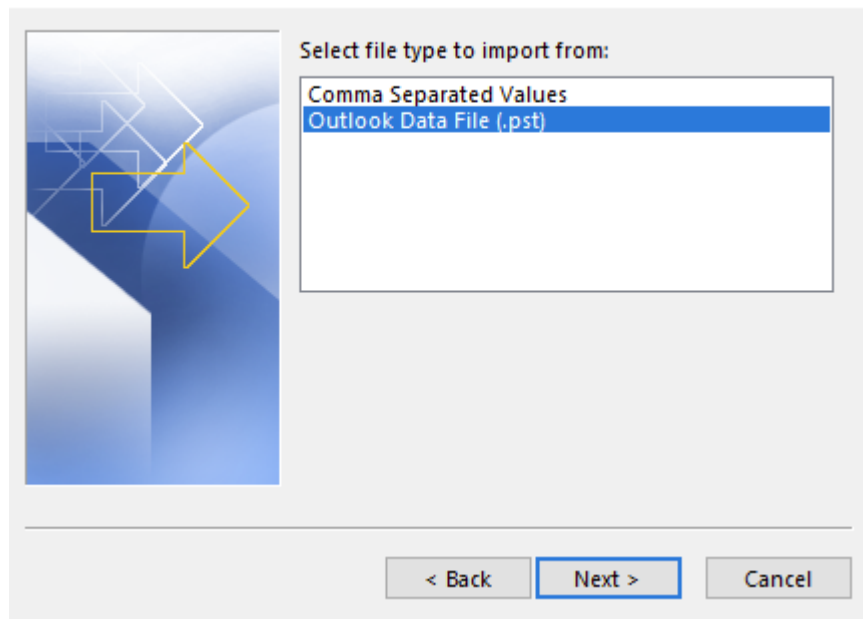 Select file type to import from:
Comma Separated Values
Outlook Data File (.pst)
< Back
Next >
Cancel